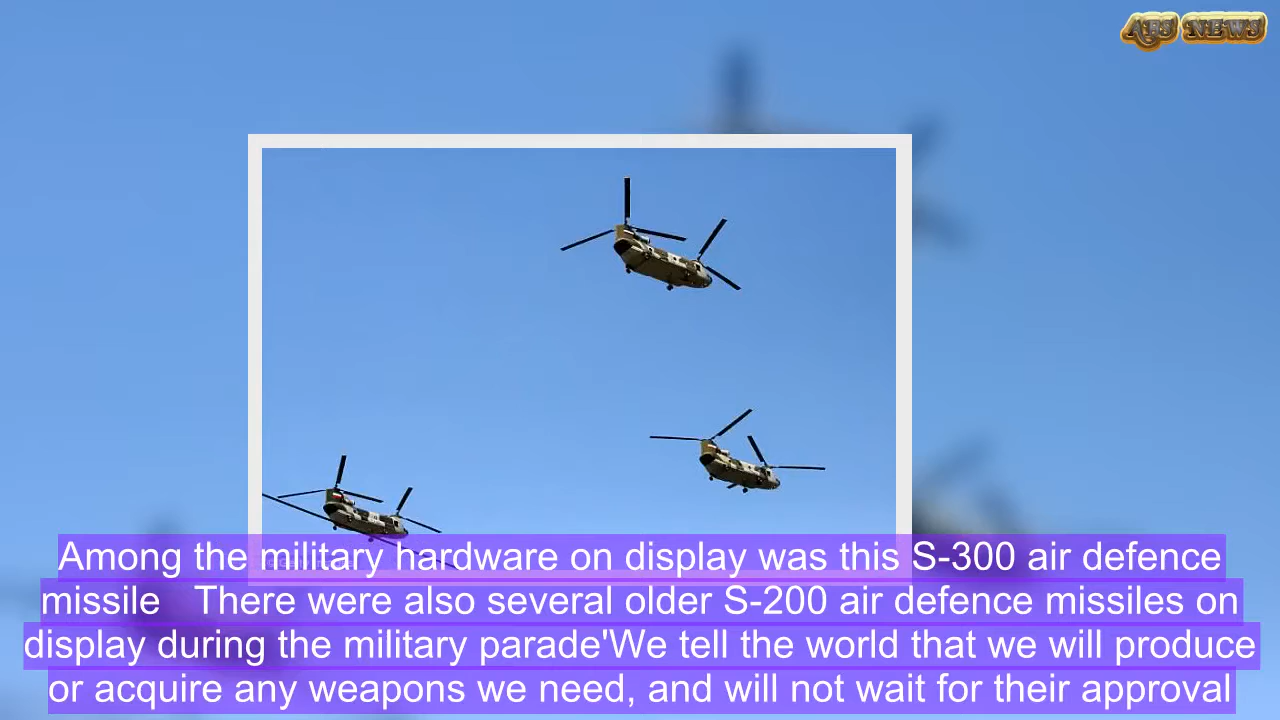 ARS NEWS
Among the military hardware on display was this S-300 air defence
missile   There were also several older S-200 air defence missiles on
display during the military parade'We tell the world that we will produce
or acquire any weapons we need, and will not wait for their approval